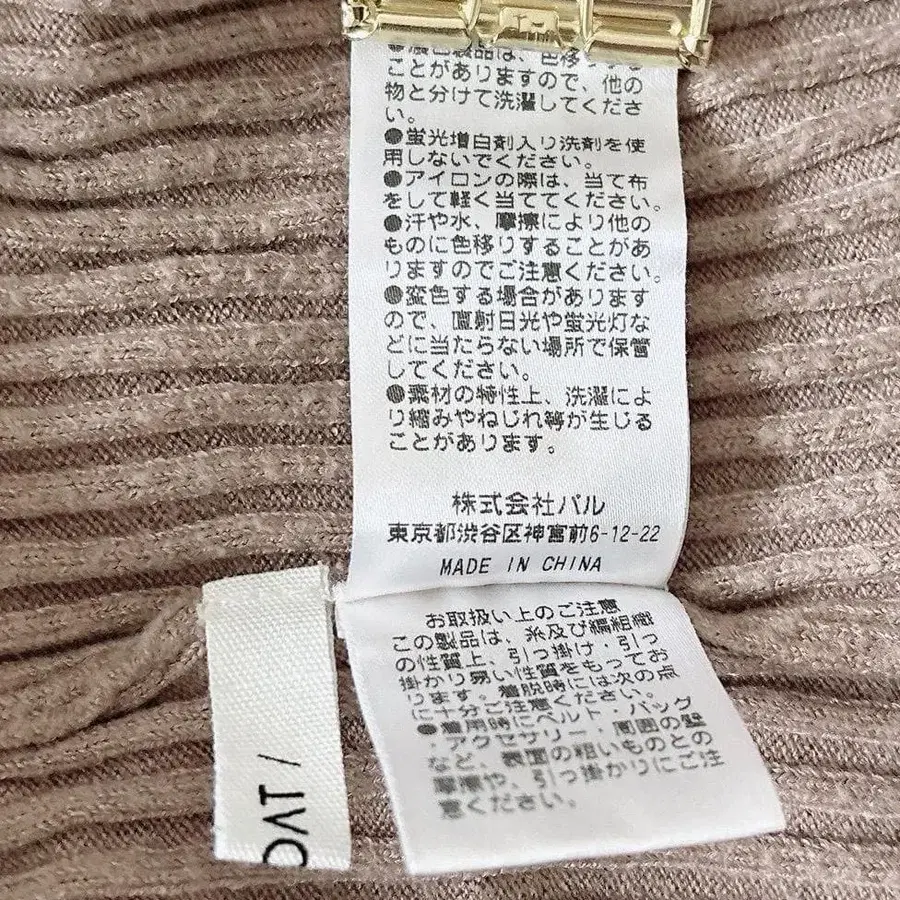 ●濃色製品は、色移りする
ことがありますので、他の
物と分けて洗濯してくださ
い。
●蛍光増白剤入り洗剤を使
用しないでください。
●アイロンの際は、当て布
をして軽く当ててください。
●汗や水、摩擦により他の
ものに色移りすることがあ
りますのでご注意ください。
●変色する場合があります
ので、直射日光や蛍光灯な
どに当たらない場所で保管
してください。
●素材の特性上、洗濯によ
り縮みやねじれ等が生じる
ことがあります。
株式会社パル
東京都渋谷区神宮前6-12-22
MADE IN CHINA
お取扱い上のご注意
この製品は、糸及び編組織
の性質上、引っ掛け・引っ
掛かり易い性質をもってお
ります。着脱時には次の点
に十分ご注意ください。
●着用時にベルト・バッグ
・アクセサリー・周囲の壁
など、表面の粗いものとの
摩擦や、引っ掛かりにご注
意ください。